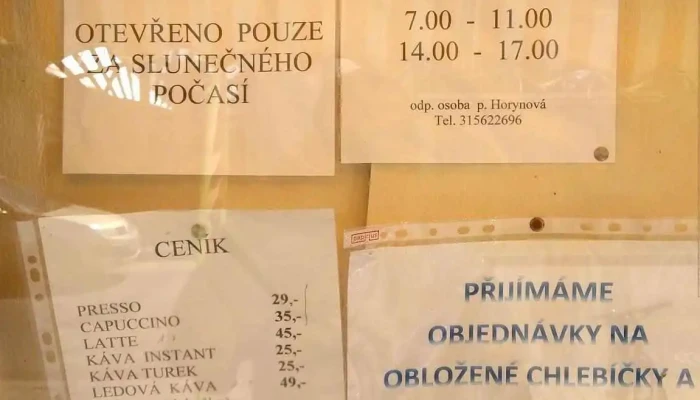 OTEVŘENO POUZE
ZA SLUNEČNÉHO
POČASÍ
7.00 - 11.00
14.00 - 17.00
odp. osoba p. Horynová
Tel. 315622696
CENÍK
PRESSO 29,-
CAPUCCINO 35,-
LATTE 45,-
KÁVA INSTANT 25,-
KÁVA TUREK 25,-
LEDOVÁ KÁVA 49,-
PŘIJÍMÁME
OBJEDNÁVKY NA
OBLOŽENÉ CHLEBÍČKY A